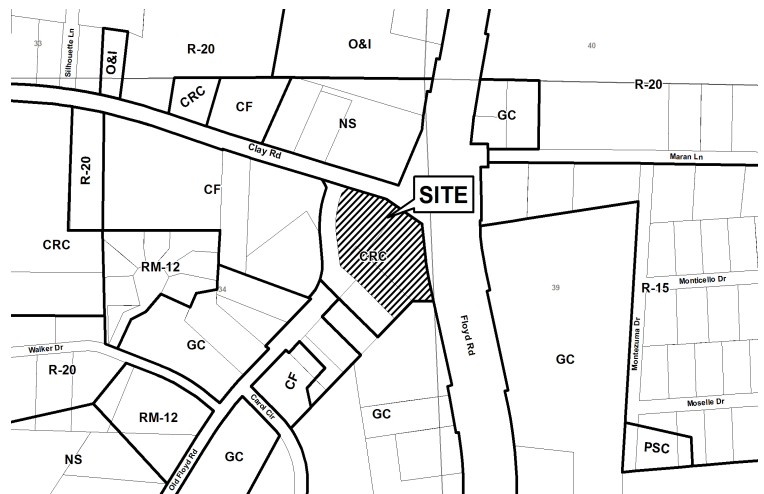 33
Silhouette Ln
O&I
R-20
O&I
40
R-20
CRC
CF
NS
GC
Clay Rd
Maran Ln
R-20
CF
SITE
CRC
CRC
RM-12
34
39
Monticello Dr
R-15
Walker Dr
GC
Floyd Rd
Montezuma Dr
GC
R-20
CF
Carol Cir
Moselle Dr
RM-12
GC
NS
Old Floyd Rd
GC
PSC